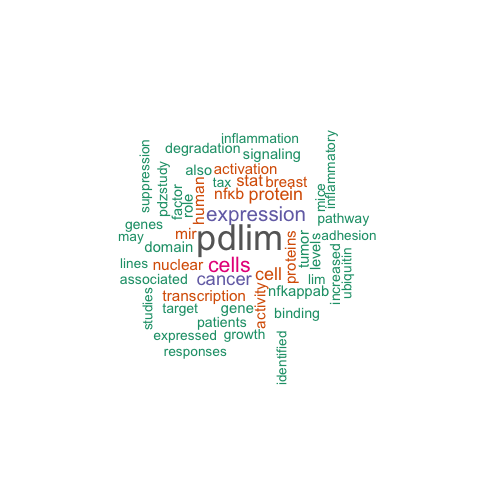 inflammation
degradation
signaling
inflammatory
suppression
pdzstudy
also
activation
tax
stat
breast
mice
factor
role
human
nfkb
protein
genes
expression
pathway
may
mir
pdlim
adhesion
domain
proteins
tumor
levels
lines
nuclear
cells
cell
increased
ubiquitin
associated
cancer
lim
nfkappab
transcription
activity
studies
target
gene
binding
patients
expressed
growth
responses
identified